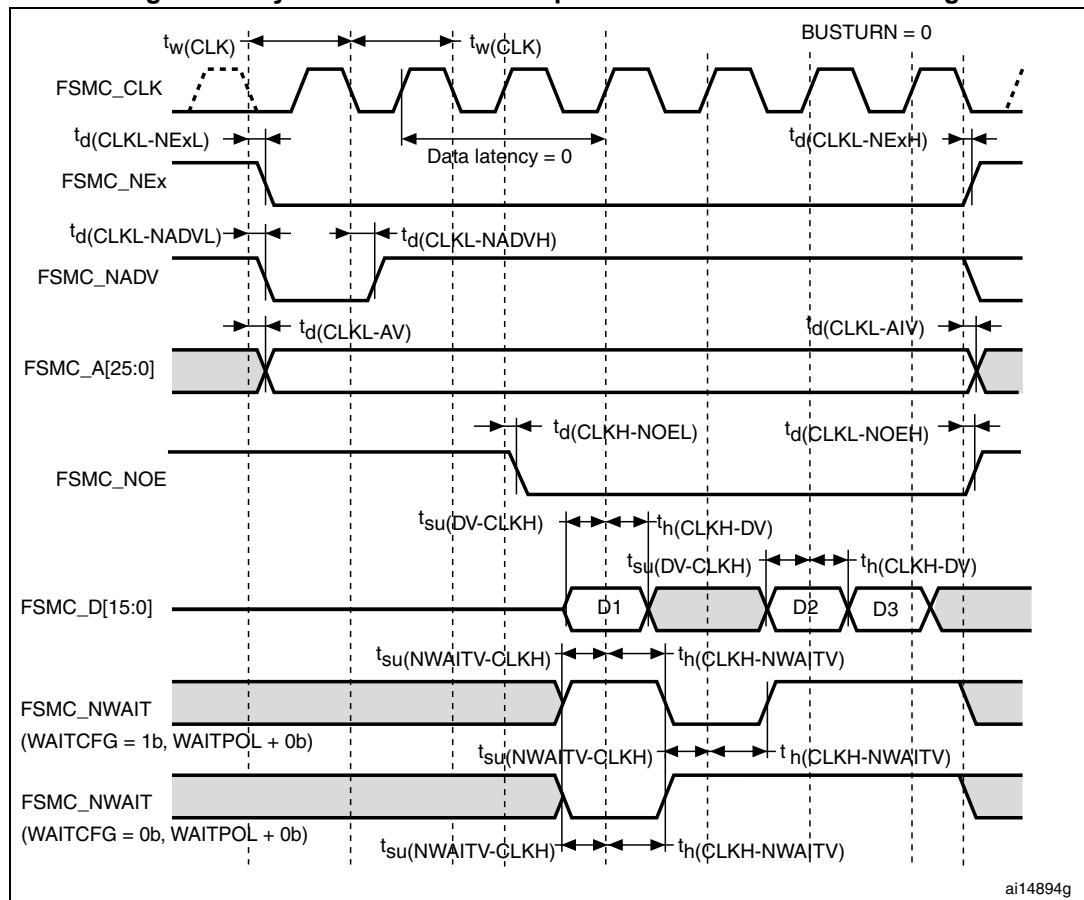 BUSTURN = 0
tw(CLK) tw(CLK)
FSMC_CLK
td(CLKL-NExL) Data latency = 0 td(CLKL-NExH)
FSMC_NEx
td(CLKL-NADVL) td(CLKL-NADVH)
FSMC_NADV
td(CLKL-AV) td(CLKL-AIV)
FSMC_A[25:0]
td(CLKH-NOEL) td(CLKL-NOEH)
FSMC_NOE
tsu(DV-CLKH) th(CLKH-DV)
tsu(DV-CLKH) th(CLKH-DV)
FSMC_D[15:0] D1 D2 D3
tsu(NWAITV-CLKH) th(CLKH-NWAITV)
FSMC_NWAIT
(WAITCFG = 1b, WAITPOL + 0b)
tsu(NWAITV-CLKH) th(CLKH-NWAITV)
FSMC_NWAIT
(WAITCFG = 0b, WAITPOL + 0b)
tsu(NWAITV-CLKH) th(CLKH-NWAITV)
ai14894g